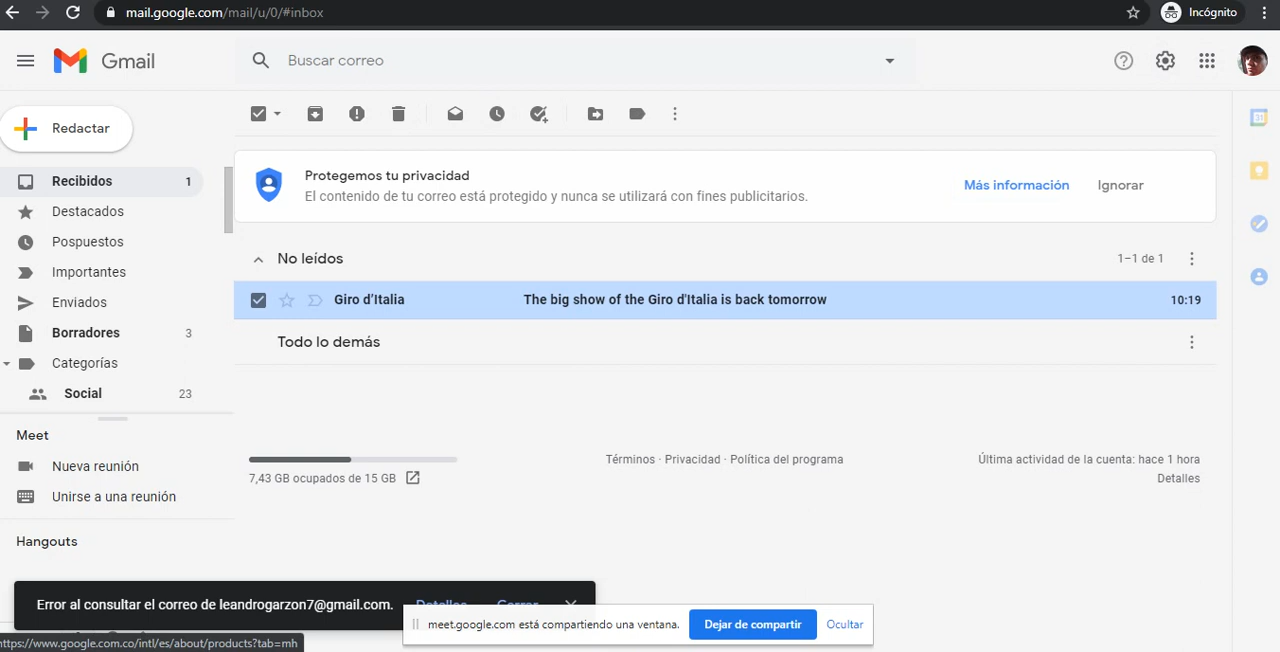 mail.google.com/mail/u/0/#inbox
Incógnito
Gmail
Buscar correo
Redactar
Protegemos tu privacidad
El contenido de tu correo está protegido y nunca se utilizará con fines publicitarios.
Más información
Ignorar
31
Recibidos 1
Destacados
Pospuestos
Importantes
Enviados
Borradores 3
Categorías
Social 23
No leídos
1–1 de 1
Giro d'Italia The big show of the Giro d'Italia is back tomorrow 10:19
Todo lo demás
Meet
Nueva reunión
Unirse a una reunión
Hangouts
7,43 GB ocupados de 15 GB
Términos · Privacidad · Política del programa
Última actividad de la cuenta: hace 1 hora
Detalles
Error al consultar el correo de leandrogarzon7@gmail.com. Detalles Cerrar
meet.google.com está compartiendo una ventana. Dejar de compartir Ocultar
https://www.google.com.co/intl/es/about/products?tab=mh